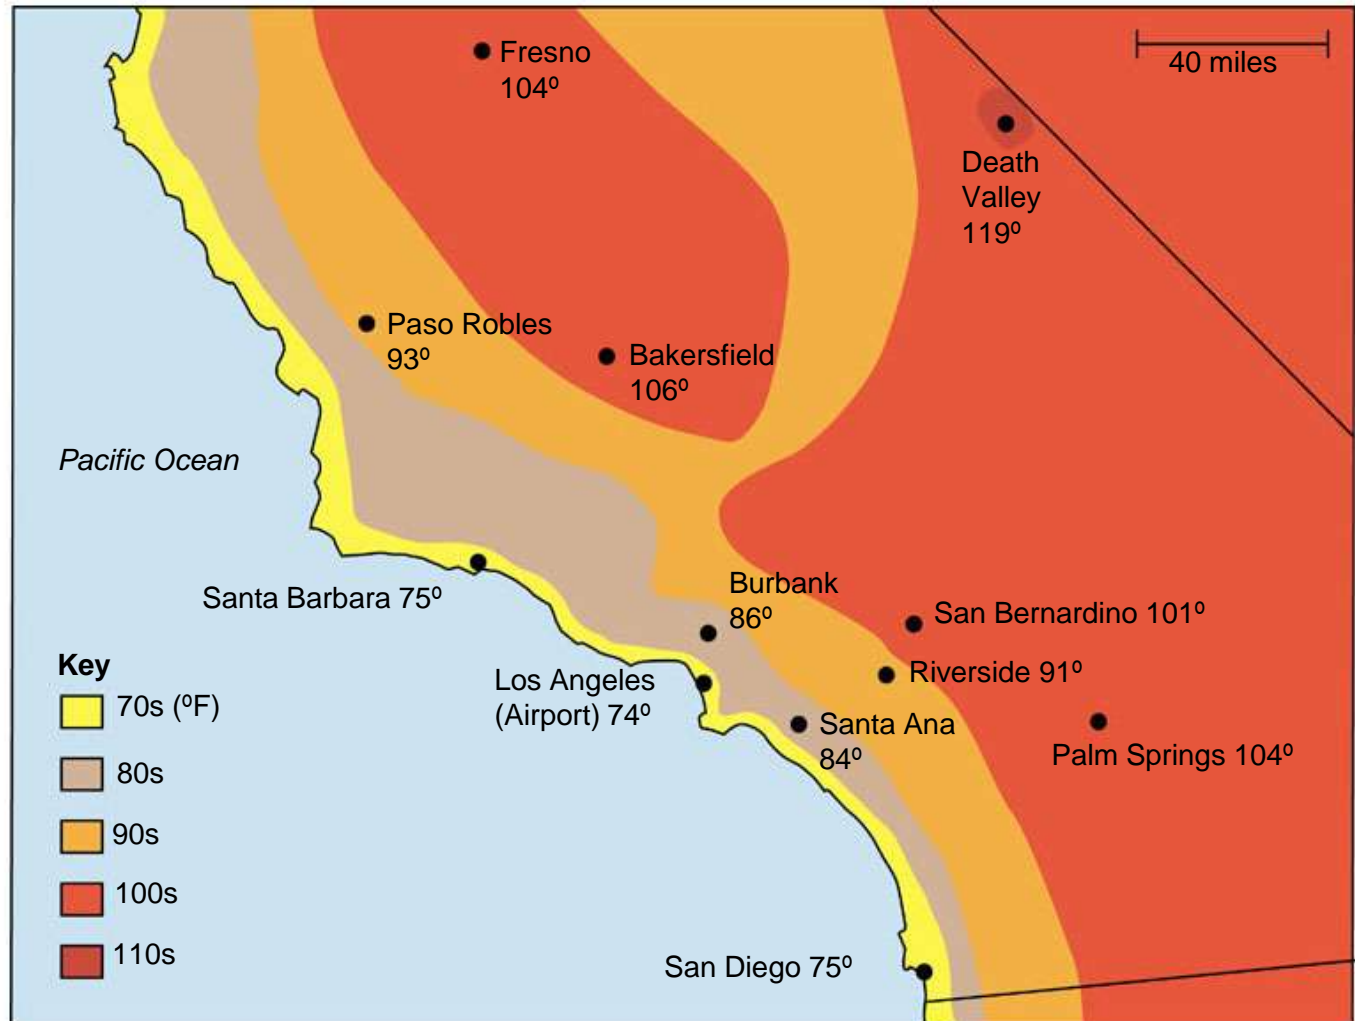 Fresno
104º
40 miles
Death
Valley
119º
Paso Robles
93º
Bakersfield
106º
Pacific Ocean
Santa Barbara 75º
Burbank
86º
San Bernardino 101º
Riverside 91º
Los Angeles
(Airport) 74º
Santa Ana
84º
Palm Springs 104º
San Diego 75º
Key
70s (ºF)
80s
90s
100s
110s